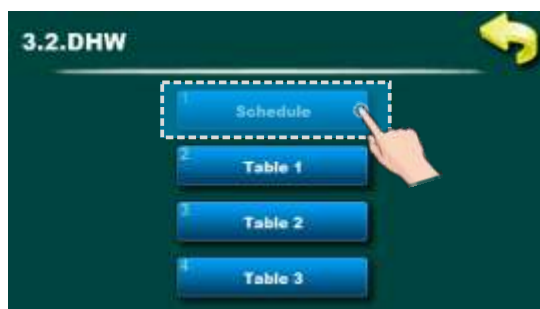 3.2.DHW
1
Schedule
2
Table 1
3
Table 2
4
Table 3